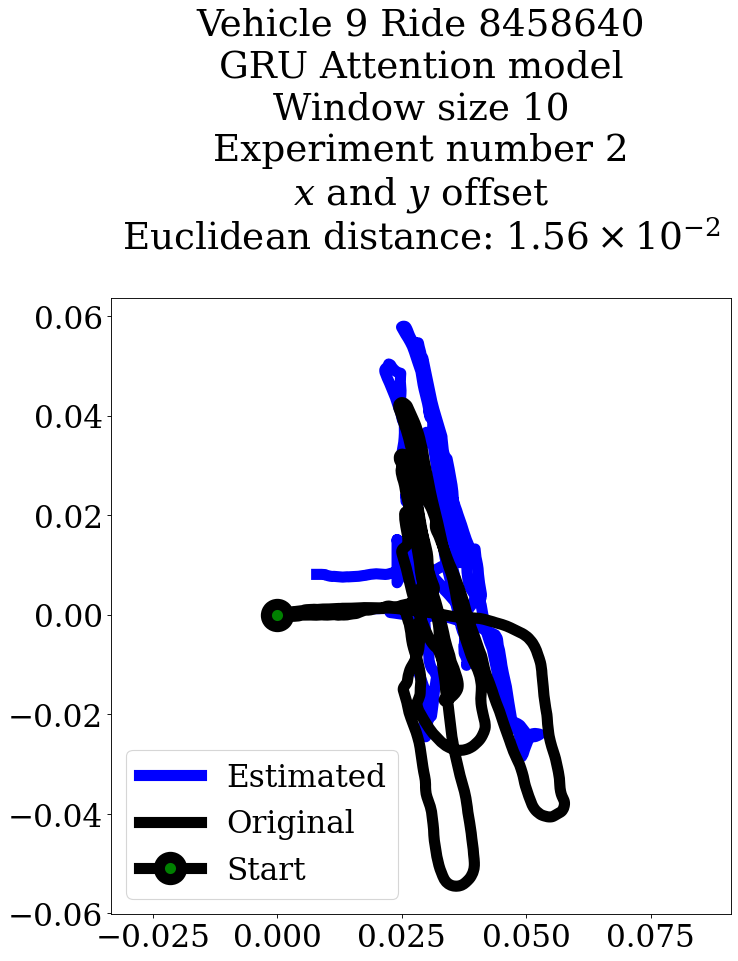 Vehicle 9 Ride 8458640
GRU Attention model
Window size 10
Experiment number 2
x and y offset
Euclidean distance: 1.56 × 10⁻²
0.06
0.04
0.02
0.00
−0.02
−0.04
−0.06
Estimated
Original
Start
−0.025 0.000 0.025 0.050 0.075